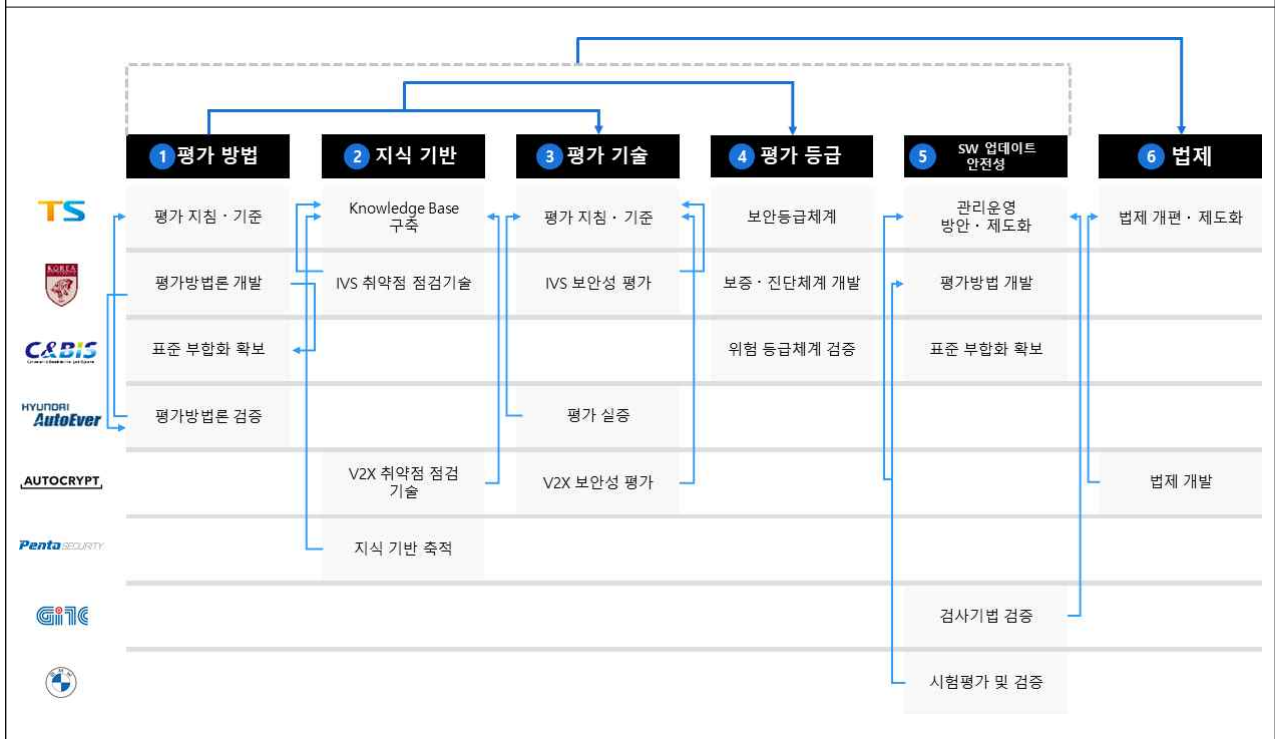 1 평가 방법
2 지식 기반
3 평가 기술
4 평가 등급
5 SW 업데이트
안전성
6 법제
TS
평가 지침 · 기준
Knowledge Base
구축
평가 지침 · 기준
보안등급체계
관리운영
방안 · 제도화
법제 개편 · 제도화
KOREA
평가방법론 개발
IVS 취약점 점검기술
IVS 보안성 평가
보증 · 진단체계 개발
평가방법 개발
C&BIS
표준 부합화 확보
위험 등급체계 검증
표준 부합화 확보
HYUNDAI
AutoEver
평가방법론 검증
평가 실증
AUTOCRYPT
V2X 취약점 점검
기술
V2X 보안성 평가
법제 개발
Penta SECURITY
지식 기반 축적
GiTC
검사기법 검증
BMW
시험평가 및 검증